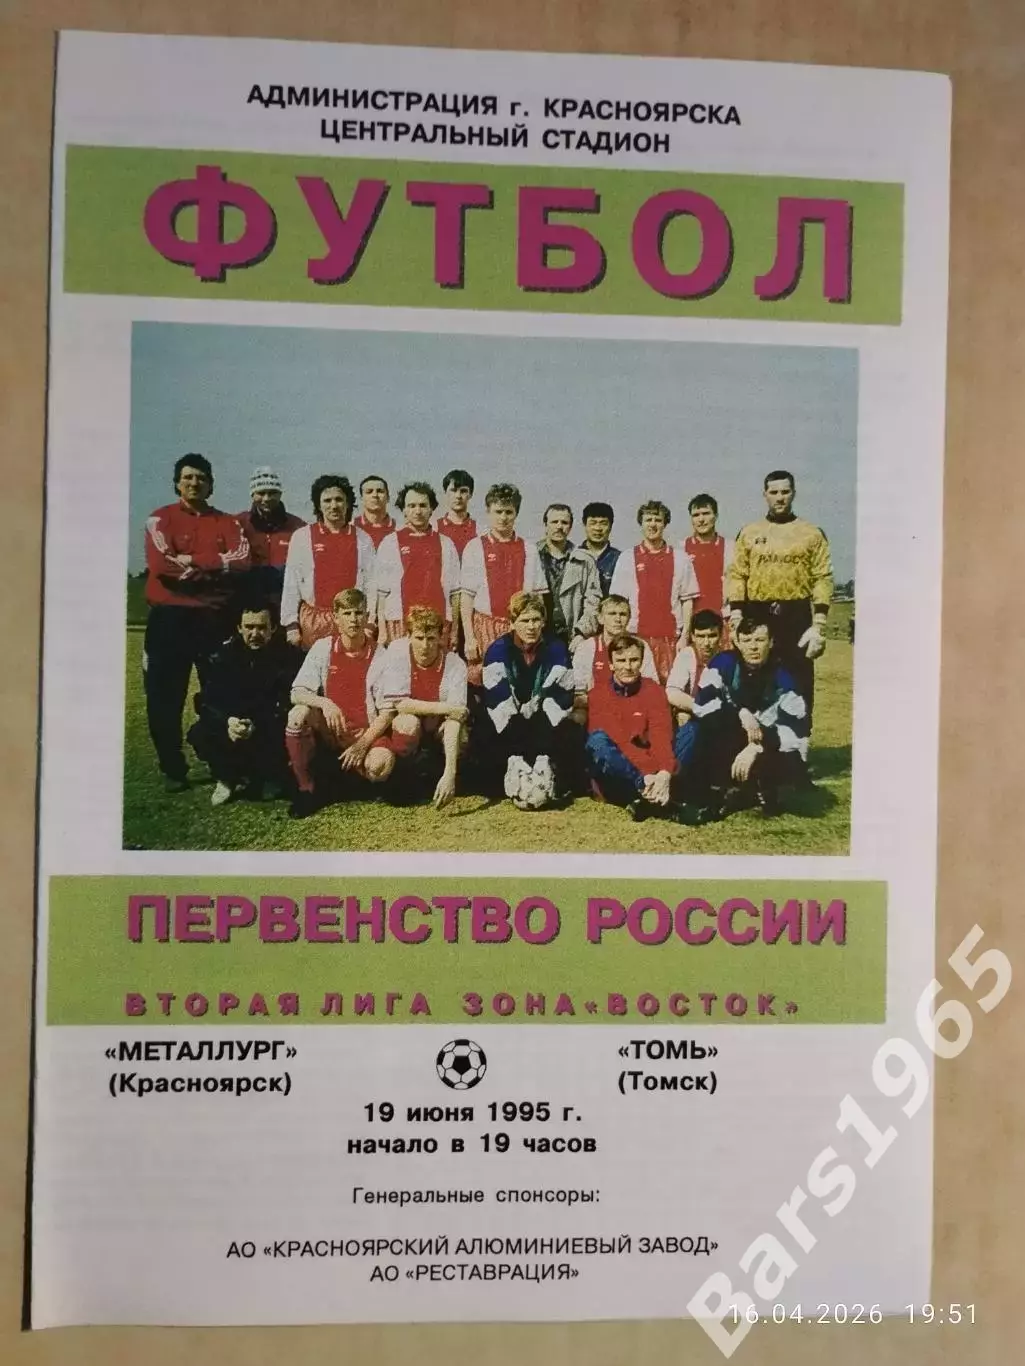 АДМИНИСТРАЦИЯ г. КРАСНОЯРСКА
ЦЕНТРАЛЬНЫЙ СТАДИОН
ФУТБОЛ
ПЕРВЕНСТВО РОССИИ
ВТОРАЯ ЛИГА ЗОНА «ВОСТОК»
«МЕТАЛЛУРГ» «ТОМЬ»
(Красноярск) (Томск)
19 июня 1995 г.
начало в 19 часов
Генеральные спонсоры:
АО «КРАСНОЯРСКИЙ АЛЮМИНИЕВЫЙ ЗАВОД»
АО «РЕСТАВРАЦИЯ»
Bars1965
16.04.2026 19:51